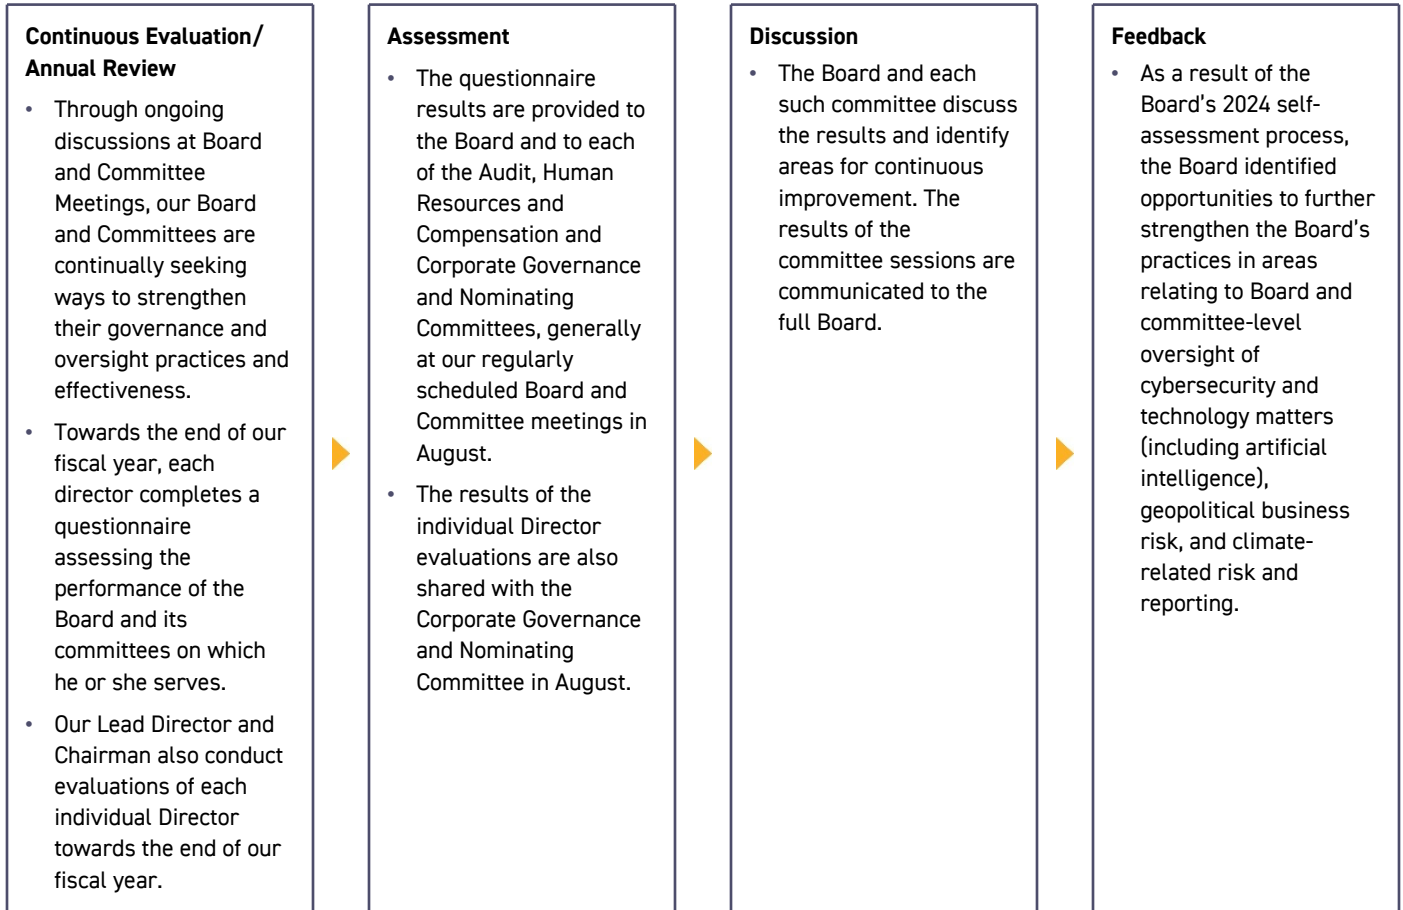 Continuous Evaluation/
Annual Review
• Through ongoing
discussions at Board
and Committee
Meetings, our Board
and Committees are
continually seeking
ways to strengthen
their governance and
oversight practices and
effectiveness.
• Towards the end of our
fiscal year, each
director completes a
questionnaire
assessing the
performance of the
Board and its
committees on which
he or she serves.
• Our Lead Director and
Chairman also conduct
evaluations of each
individual Director
towards the end of our
fiscal year.
Assessment
• The questionnaire
results are provided to
the Board and to each
of the Audit, Human
Resources and
Compensation and
Corporate Governance
and Nominating
Committees, generally
at our regularly
scheduled Board and
Committee meetings in
August.
• The results of the
individual Director
evaluations are also
shared with the
Corporate Governance
and Nominating
Committee in August.
Discussion
• The Board and each
such committee discuss
the results and identify
areas for continuous
improvement. The
results of the
committee sessions are
communicated to the
full Board.
Feedback
• As a result of the
Board's 2024 self-
assessment process,
the Board identified
opportunities to further
strengthen the Board's
practices in areas
relating to Board and
committee-level
oversight of
cybersecurity and
technology matters
(including artificial
intelligence),
geopolitical business
risk, and climate-
related risk and
reporting.